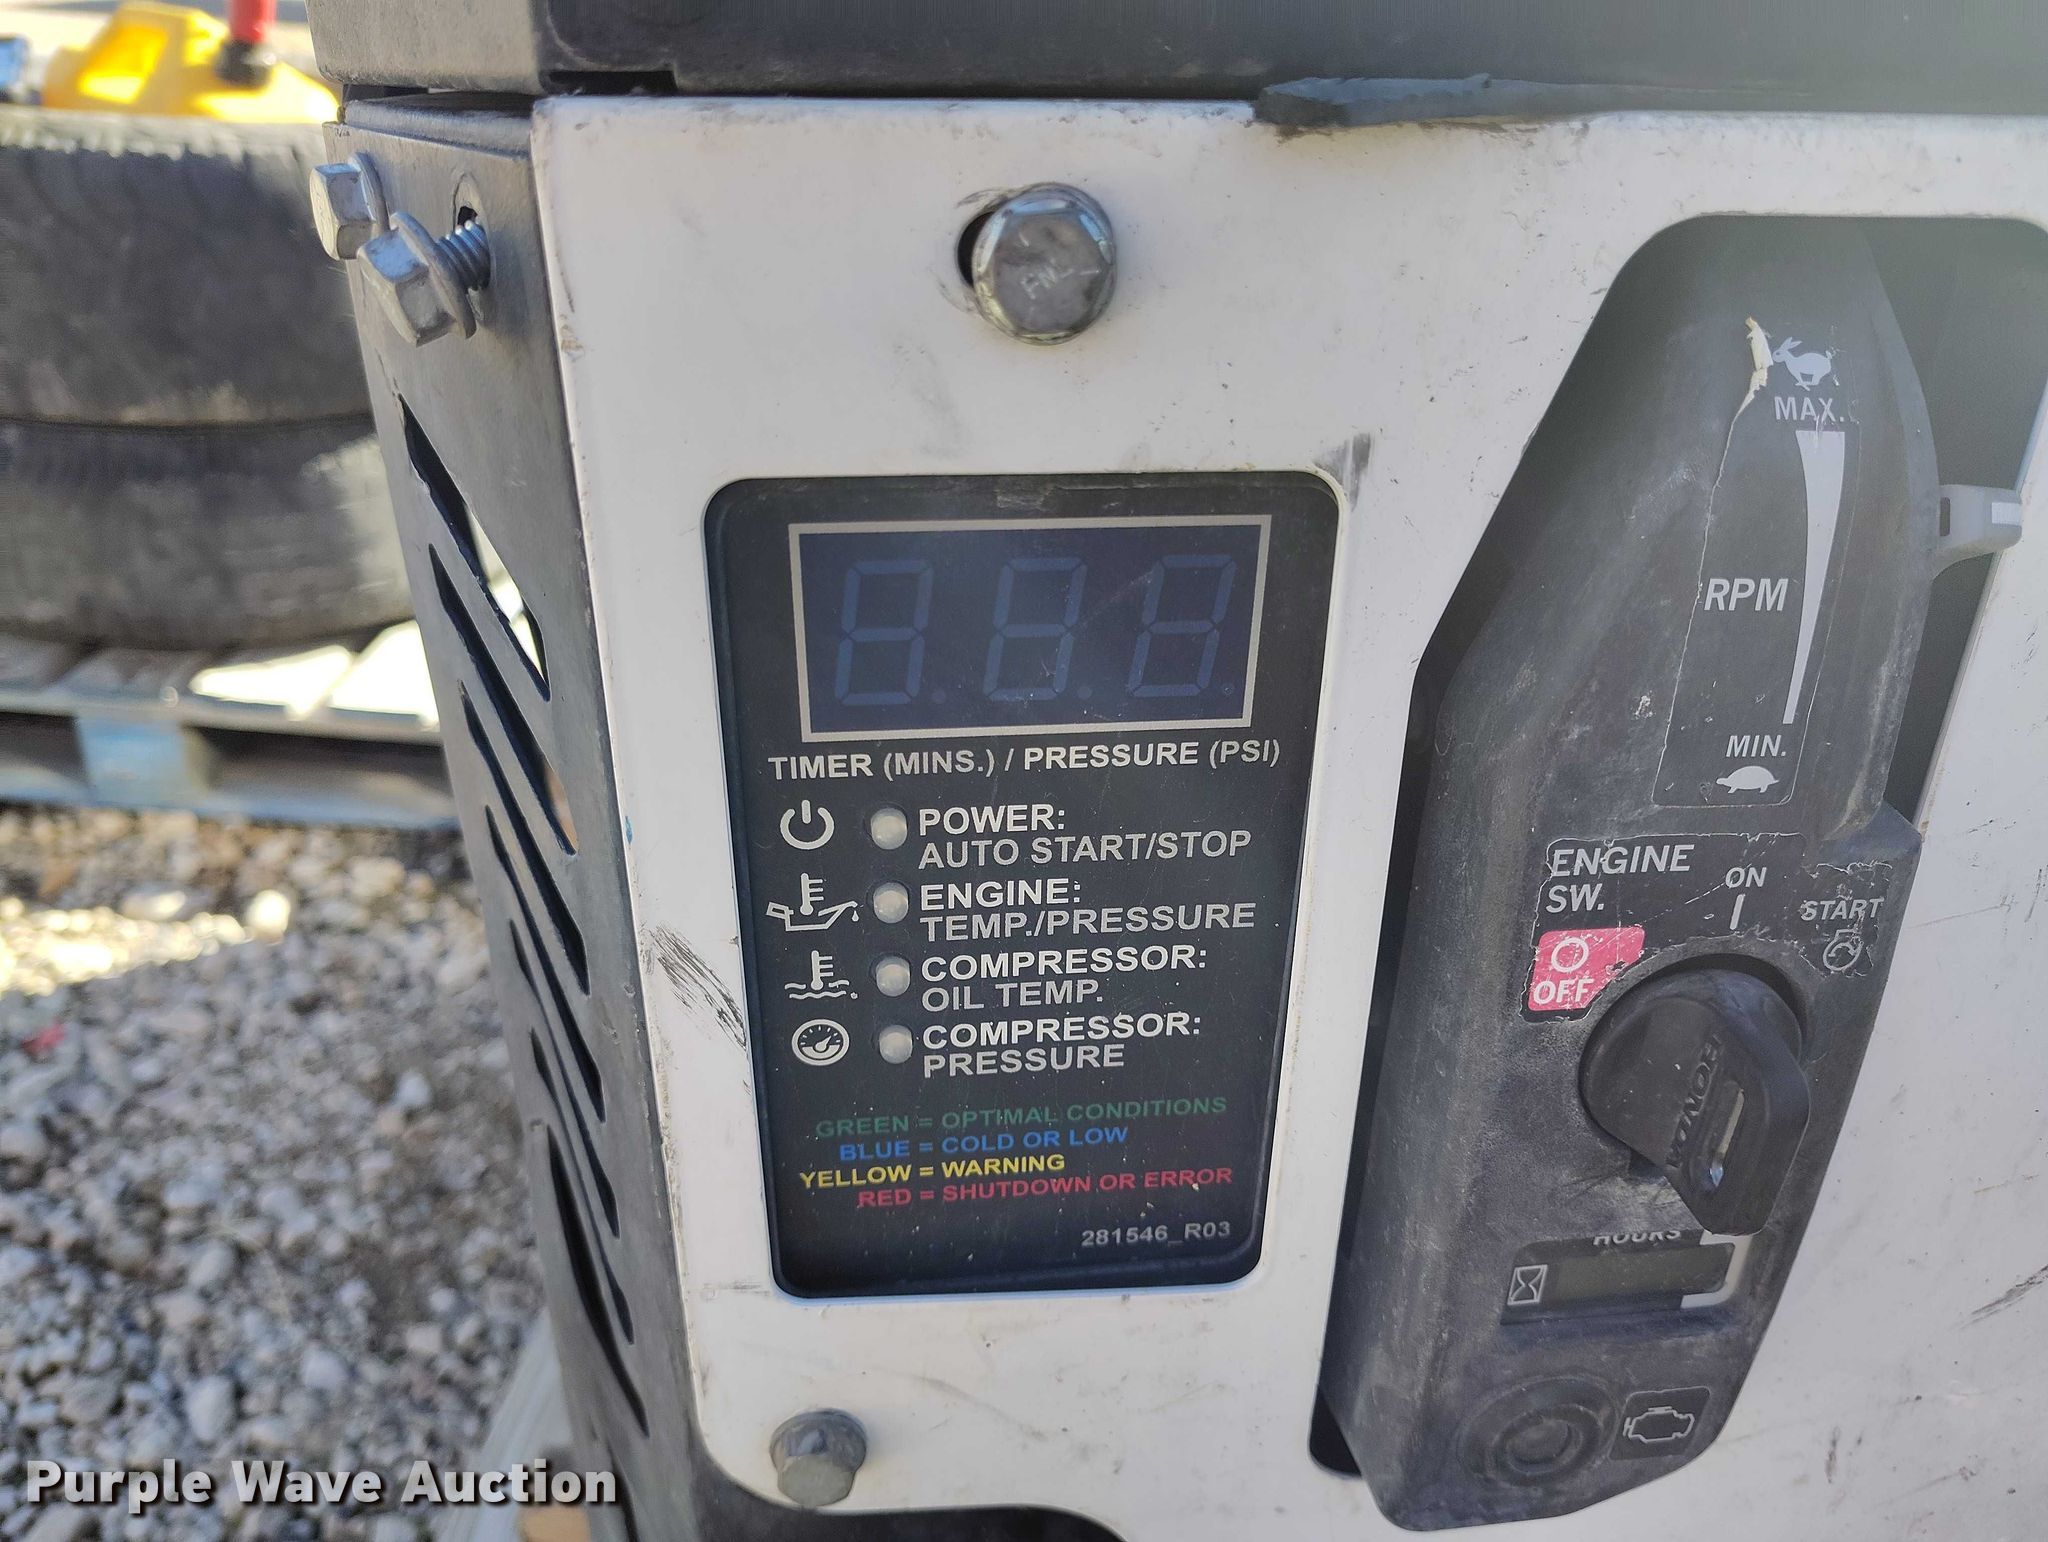 TIMER (MINS.) / PRESSURE (PSI)
POWER:
AUTO START/STOP
ENGINE:
TEMP./PRESSURE
COMPRESSOR:
OIL TEMP.
COMPRESSOR:
PRESSURE
GREEN = OPTIMAL CONDITIONS
BLUE = COLD OR LOW
YELLOW = WARNING
RED = SHUTDOWN OR ERROR
281546_R03
MAX.
RPM
MIN.
ENGINE
SW.
ON
START
OFF
HONDA
HOURS
Purple Wave Auction